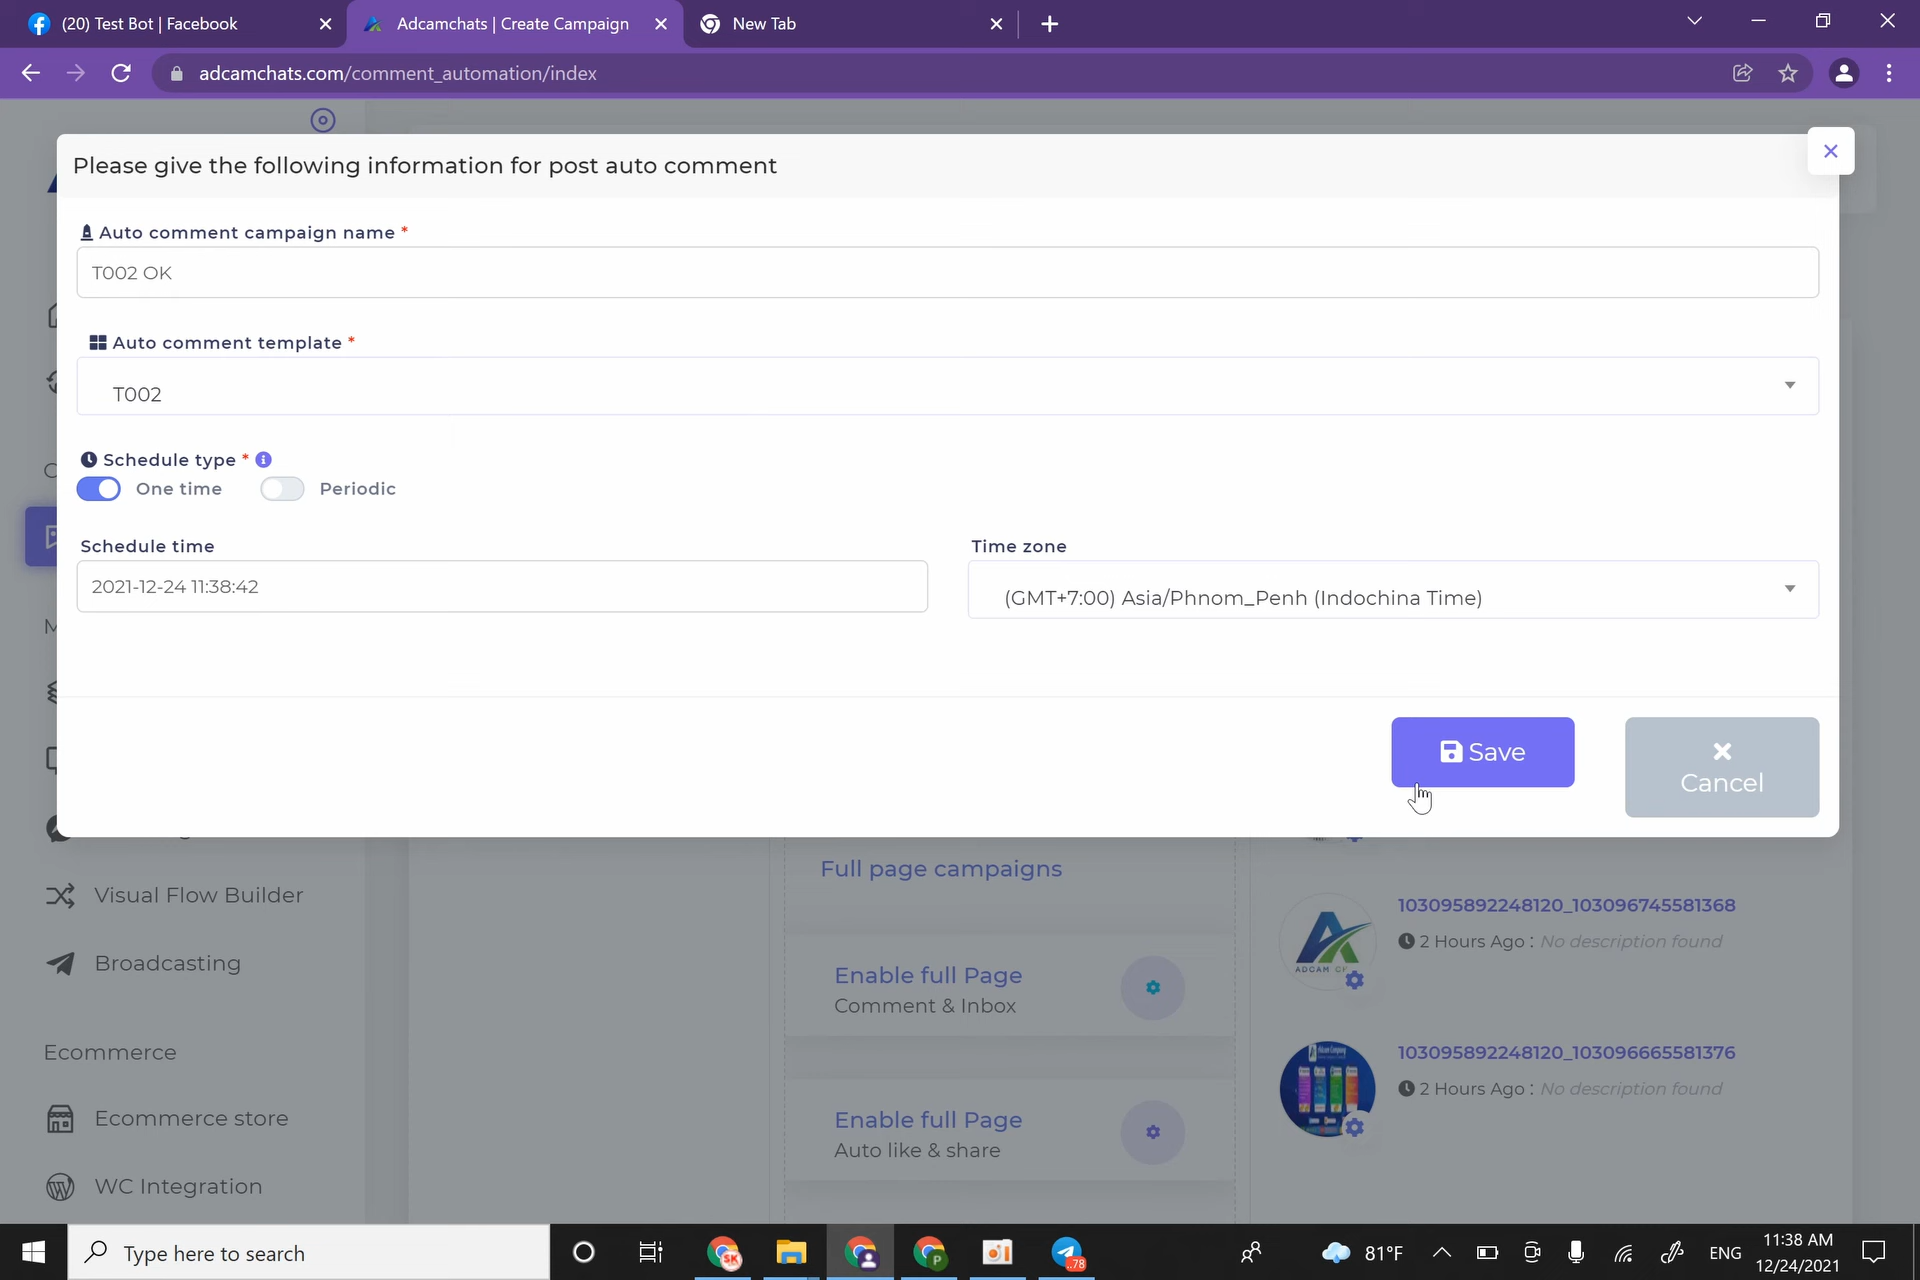 (20) Test Bot | Facebook
Adcamchats | Create Campaign
New Tab
adcamchats.com/comment_automation/index
Please give the following information for post auto comment
Auto comment campaign name *
T002 OK
Auto comment template *
T002
Schedule type *
One time
Periodic
Schedule time
Time zone
2021-12-24 11:38:42
(GMT+7:00) Asia/Phnom_Penh (Indochina Time)
Save
Cancel
Full page campaigns
Visual Flow Builder
103095892248120_103096745581368
2 Hours Ago : No description found
Broadcasting
Enable full Page
Comment & Inbox
Ecommerce
103095892248120_103096665581376
2 Hours Ago : No description found
Ecommerce store
Enable full Page
Auto like & share
WC Integration
Type here to search
SK
P
..78
81°F
ENG
11:38 AM
12/24/2021